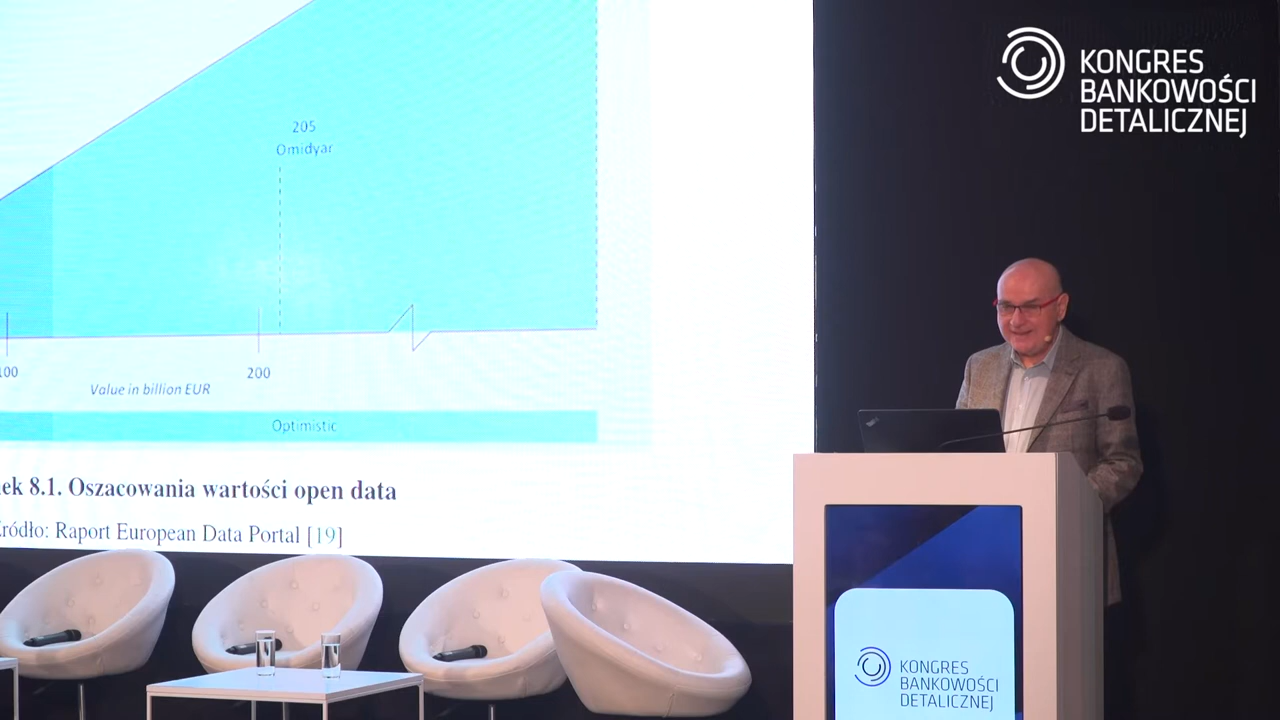 205
Omidyar
100
200
Value in billion EUR
Optimistic
ek 8.1. Oszacowania wartości open data
Źródło: Raport European Data Portal [19]
KONGRES
BANKOWOŚCI
DETALICZNEJ
KONGRES
BANKOWOŚCI
DETALICZNEJ